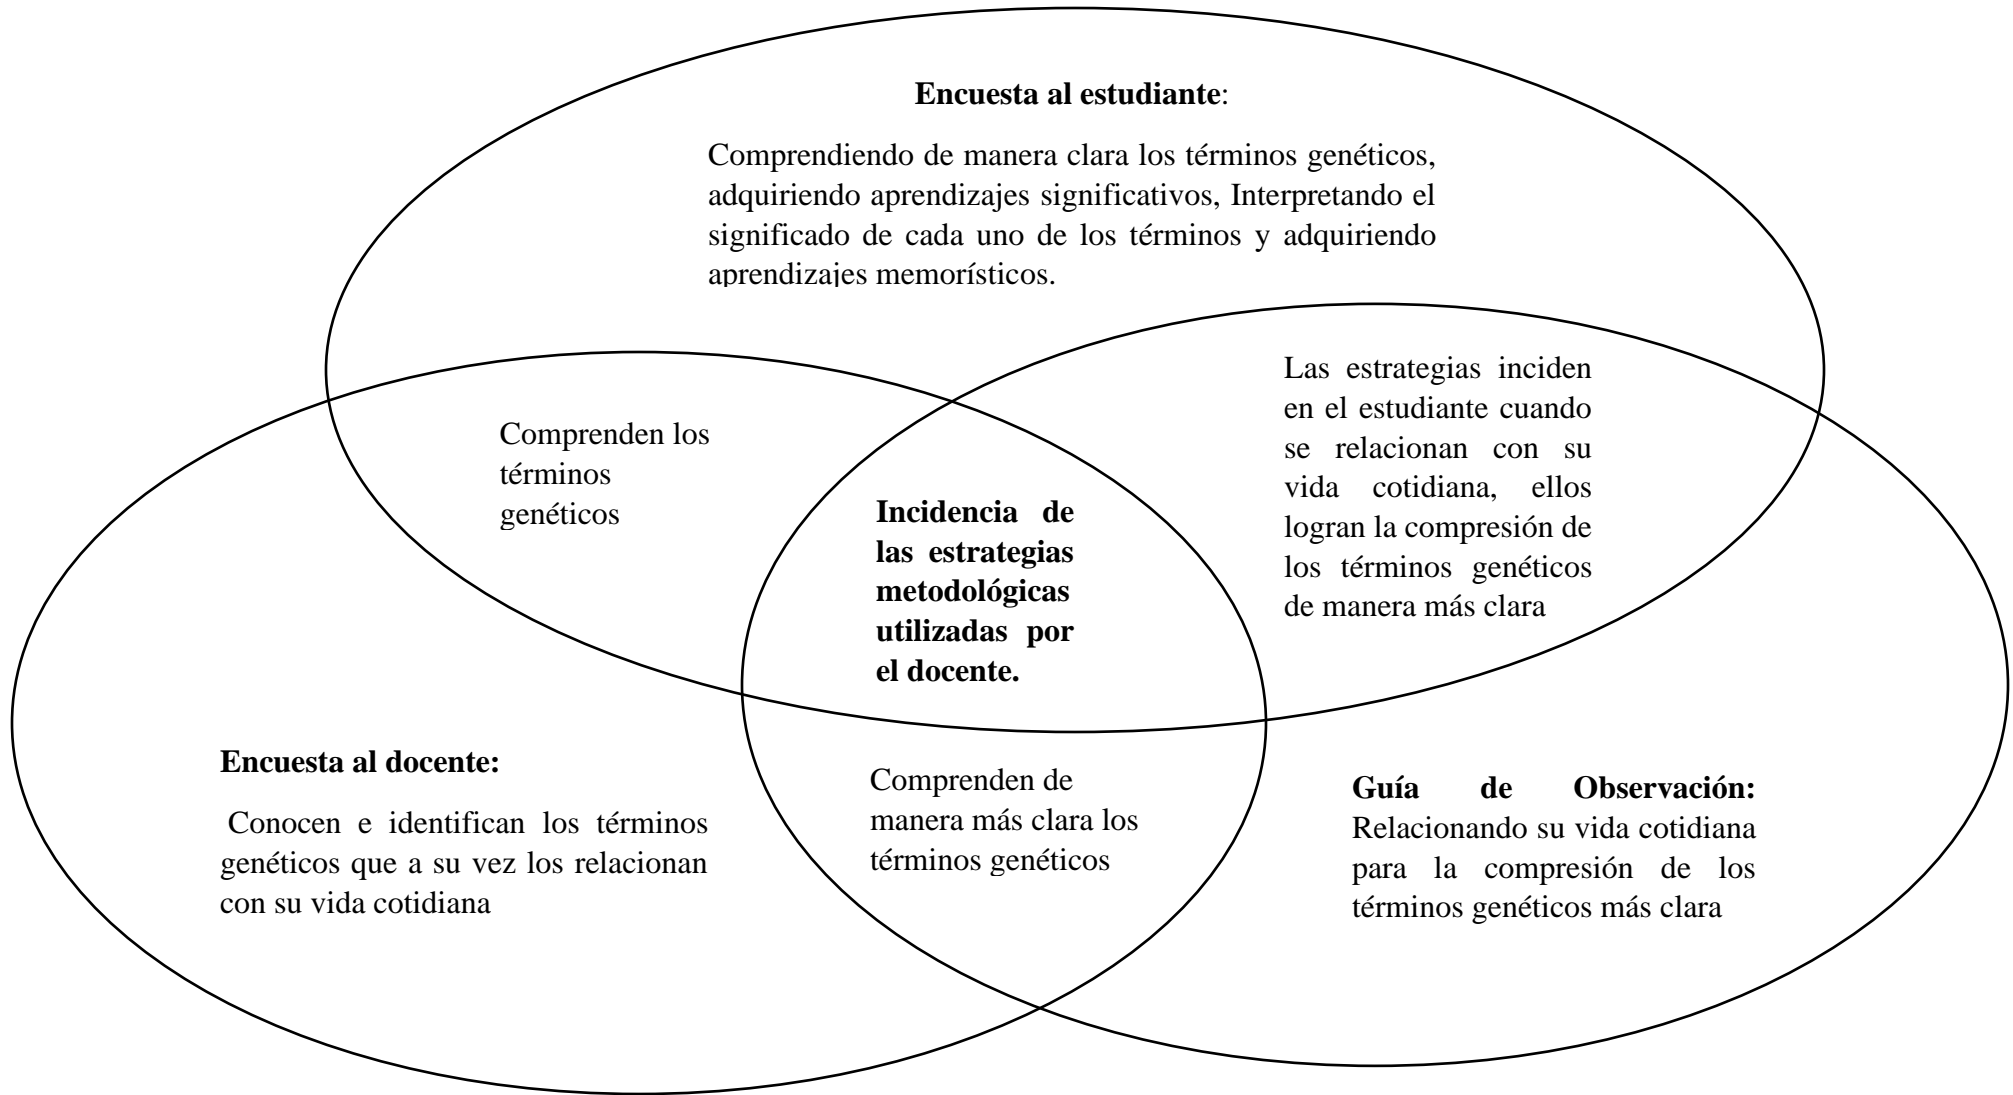 Encuesta al estudiante:
Comprendiendo de manera clara los términos genéticos,
adquiriendo aprendizajes significativos, Interpretando el
significado de cada uno de los términos y adquiriendo
aprendizajes memorísticos.
Comprenden los
términos
genéticos
Incidencia de
las estrategias
metodológicas
utilizadas por
el docente.
Las estrategias inciden
en el estudiante cuando
se relacionan con su
vida cotidiana, ellos
logran la compresión de
los términos genéticos
de manera más clara
Encuesta al docente:
Conocen e identifican los términos
genéticos que a su vez los relacionan
con su vida cotidiana
Comprenden de
manera más clara los
términos genéticos
Guía de Observación:
Relacionando su vida cotidiana
para la compresión de los
términos genéticos más clara